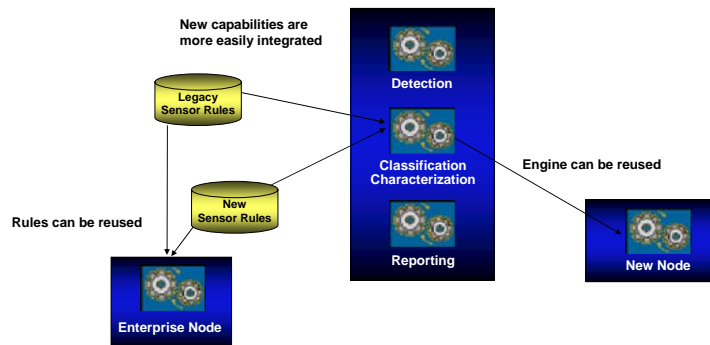 New capabilities are
more easily integrated
Detection
Legacy
Sensor Rules
Classification
Characterization
Engine can be reused
New
Sensor Rules
Rules can be reused
Reporting
New Node
Enterprise Node